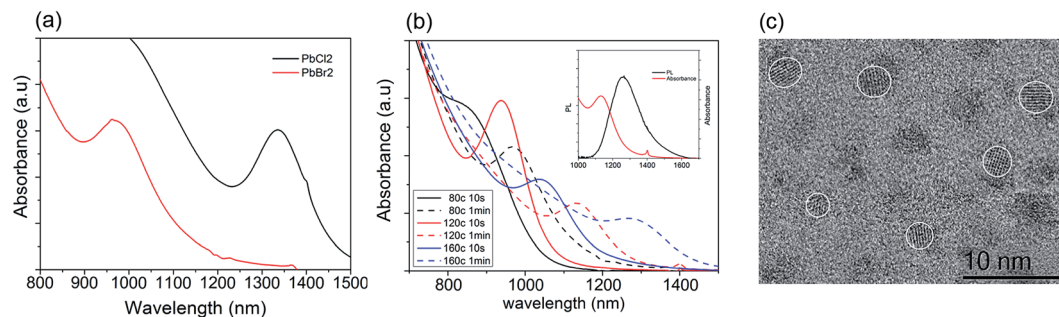 (a)
Absorbance (a.u)
PbCl2
PbBr2
800 900 1000 1100 1200 1300 1400 1500
Wavelength (nm)
(b)
Absorbance (a.u)
80c 10s
80c 1min
120c 10s
120c 1min
160c 10s
160c 1min
800 1000 1200 1400
wavelength (nm)
PL
PL
Absorbance
Absorbance
1000 1200 1400 1600
(c)
10 nm